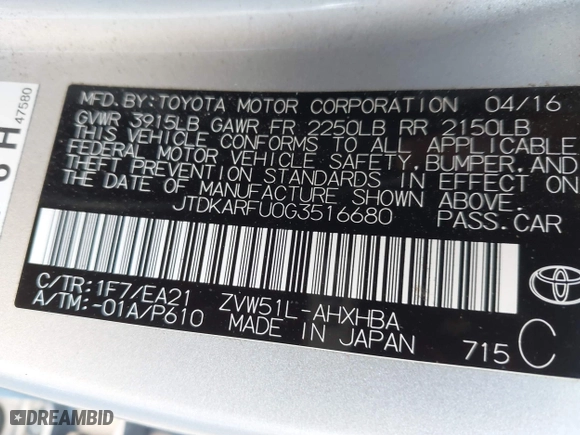 MFD. BY: TOYOTA MOTOR CORPORATION 04/16
GVWR 3915LB GAWR FR 2250LB RR 2150LB
THIS VEHICLE CONFORMS TO ALL APPLICABLE
FEDERAL MOTOR VEHICLE SAFETY, BUMPER, AND
THEFT PREVENTION STANDARDS IN EFFECT ON
THE DATE OF MANUFACTURE SHOWN ABOVE.
JTDKARFU0G3516680 PASS.CAR
C/TR: 1F7/EA21 ZVW51L-AHXHBA
A/TM: -01A/P610 MADE IN JAPAN 715 C
TOYOTA
47580
H
DREAMBID